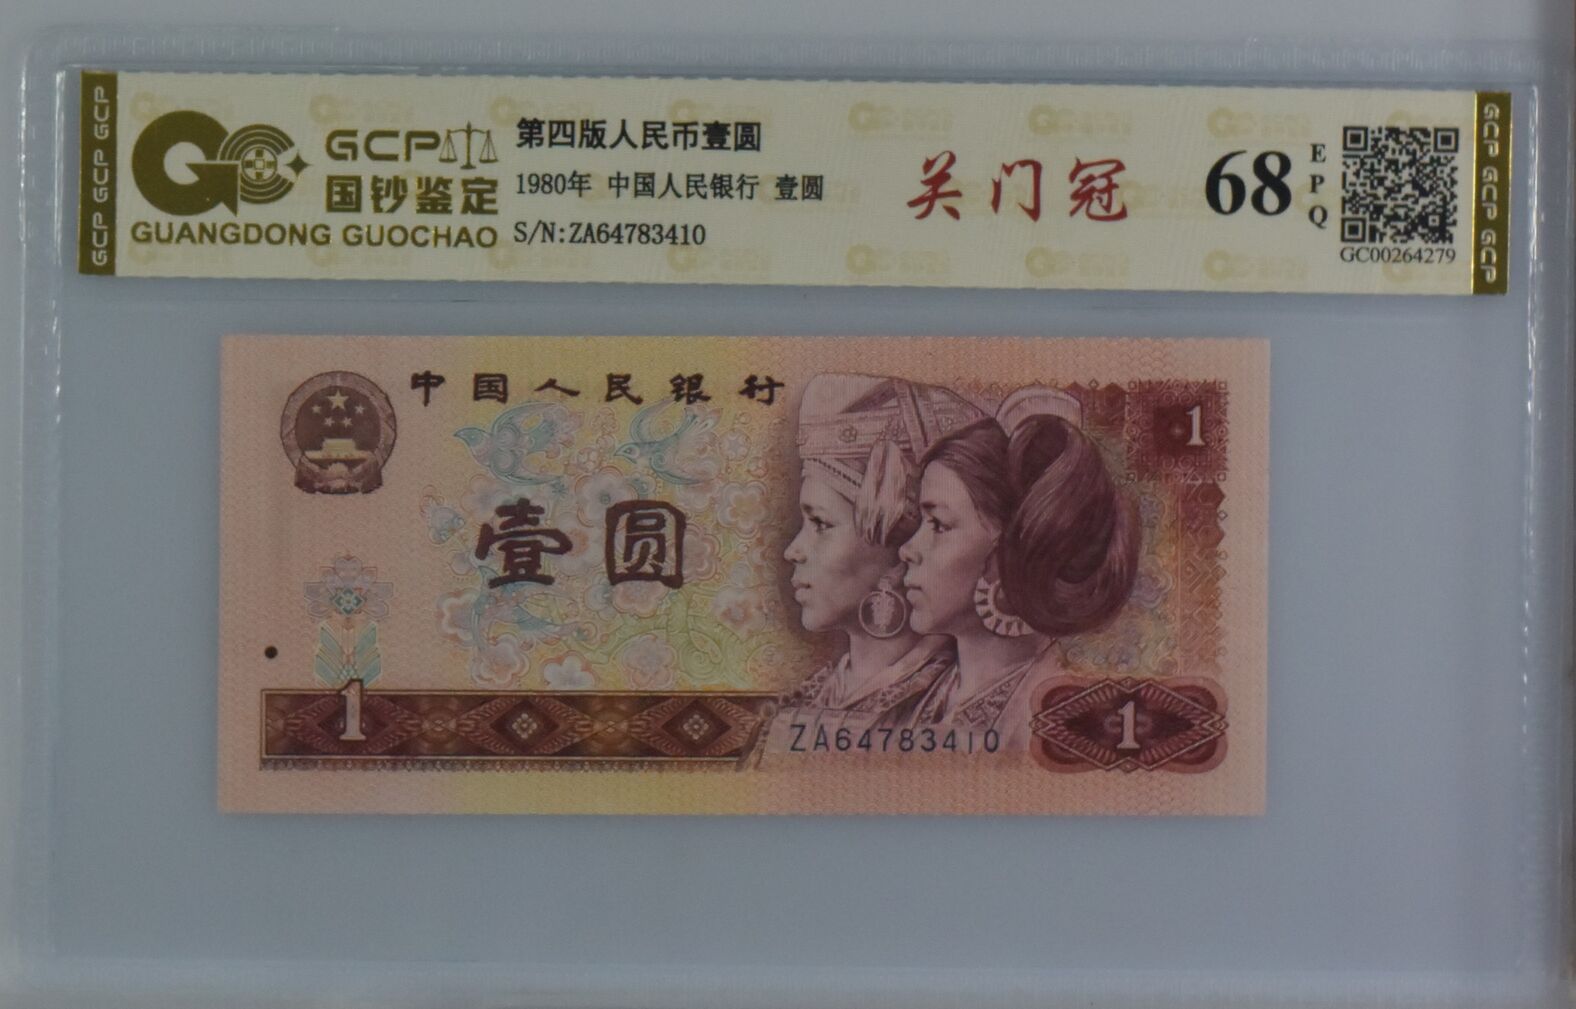 GCP GCP GCP
GCP
国钞鉴定
GUANGDONG GUOCHAO
第四版人民币壹圆
1980年 中国人民银行 壹圆
S/N:ZA64783410
关门冠
68
EPQ
GC00264279
GCP GCP GCP
中国人民银行
1
壹圆
1
ZA64783410
1